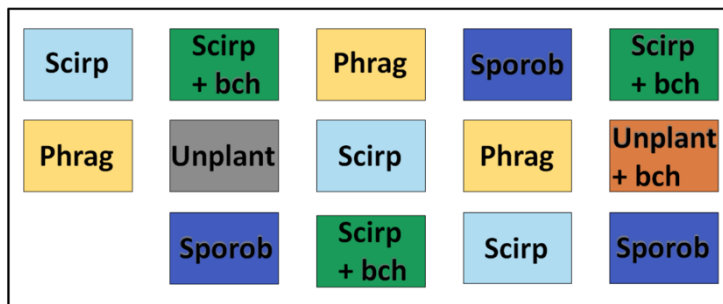 Scirp
Scirp
+ bch
Phrag
Sporob
Scirp
+ bch
Phrag
Unplant
Scirp
Phrag
Unplant
+ bch
Sporob
Scirp
+ bch
Scirp
Sporob